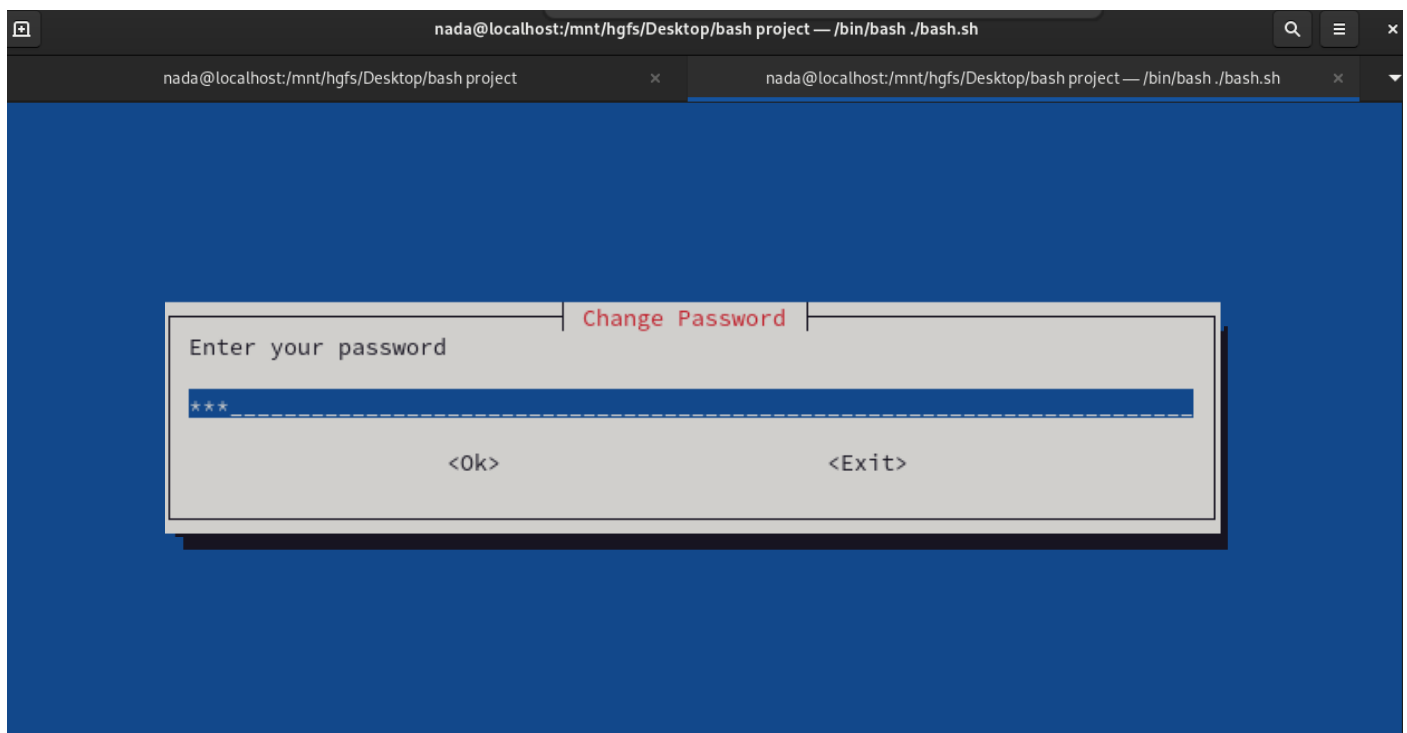 nada@localhost:/mnt/hgfs/Desktop/bash project — /bin/bash ./bash.sh
nada@localhost:/mnt/hgfs/Desktop/bash project
nada@localhost:/mnt/hgfs/Desktop/bash project — /bin/bash ./bash.sh
Change Password
Enter your password
***
<Ok> <Exit>